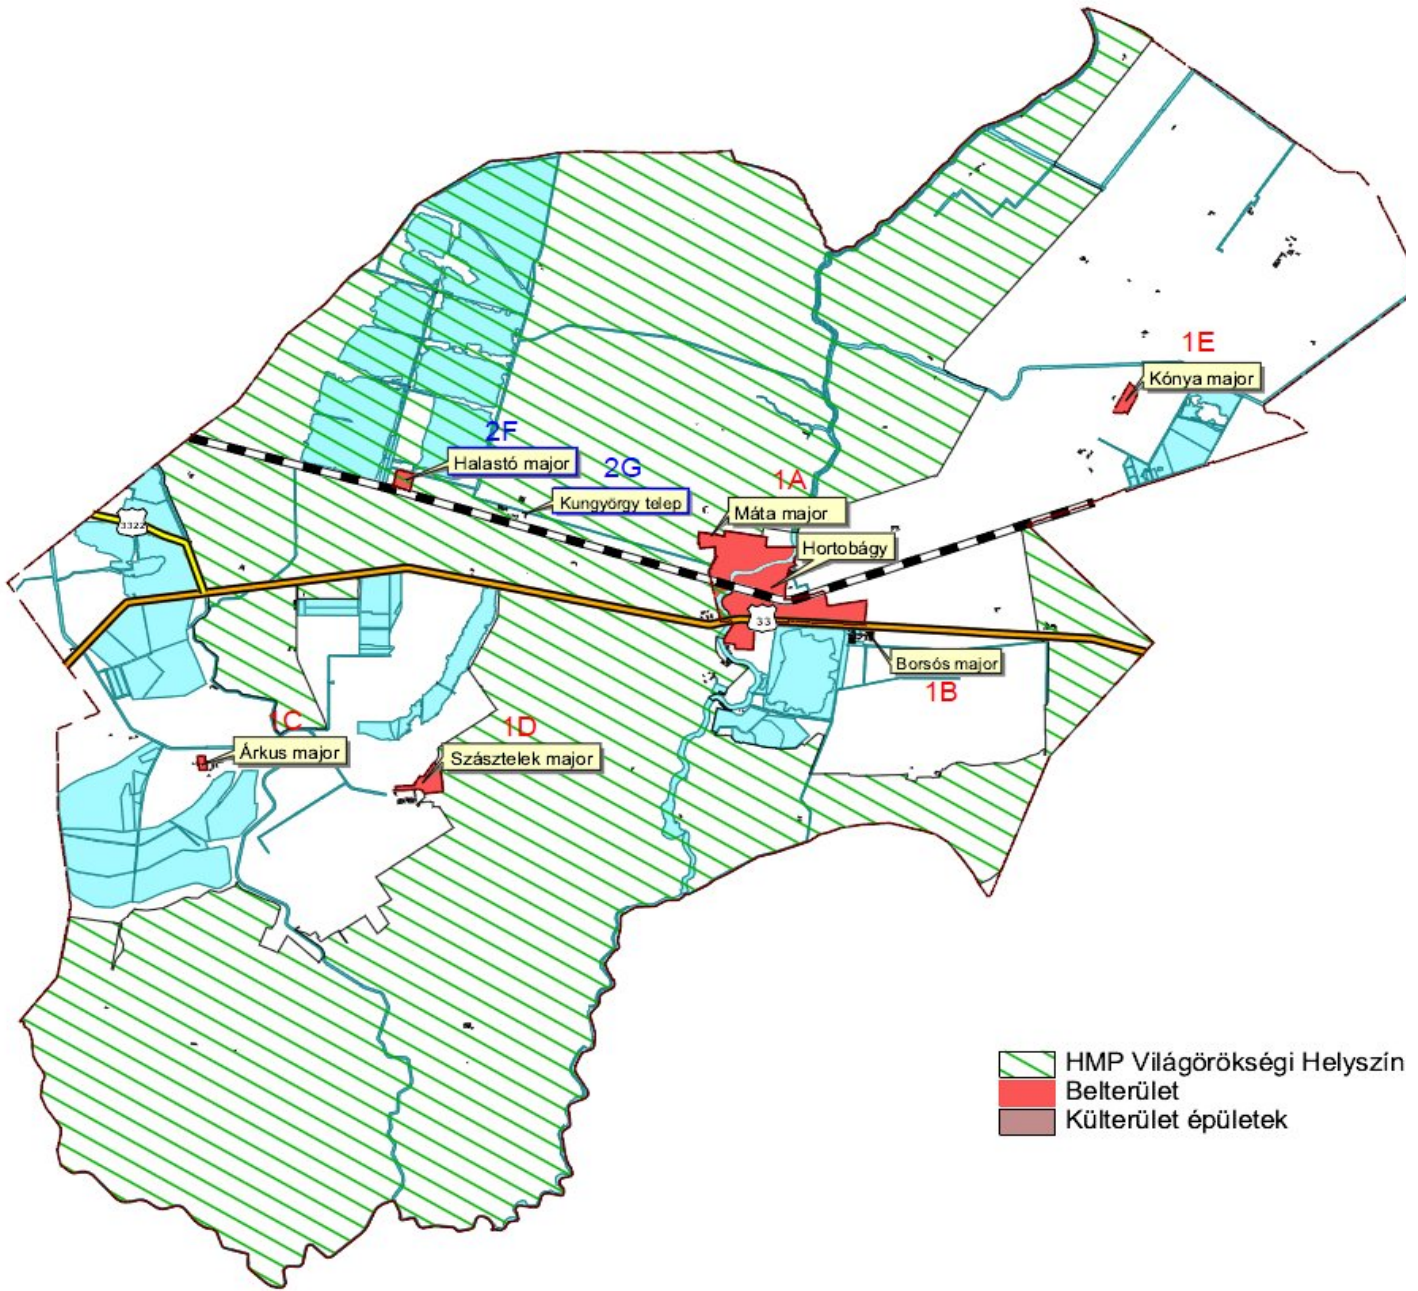 1E
Kónya major
2F
Halastó major
2G
Kungyörgy telep
1A
Máta major
Hortobágy
3322
33
Borsós major
1B
1C
Árkus major
1D
Szásztelek major
HMP Világörökségi Helyszín
Belterület
Külterület épületek